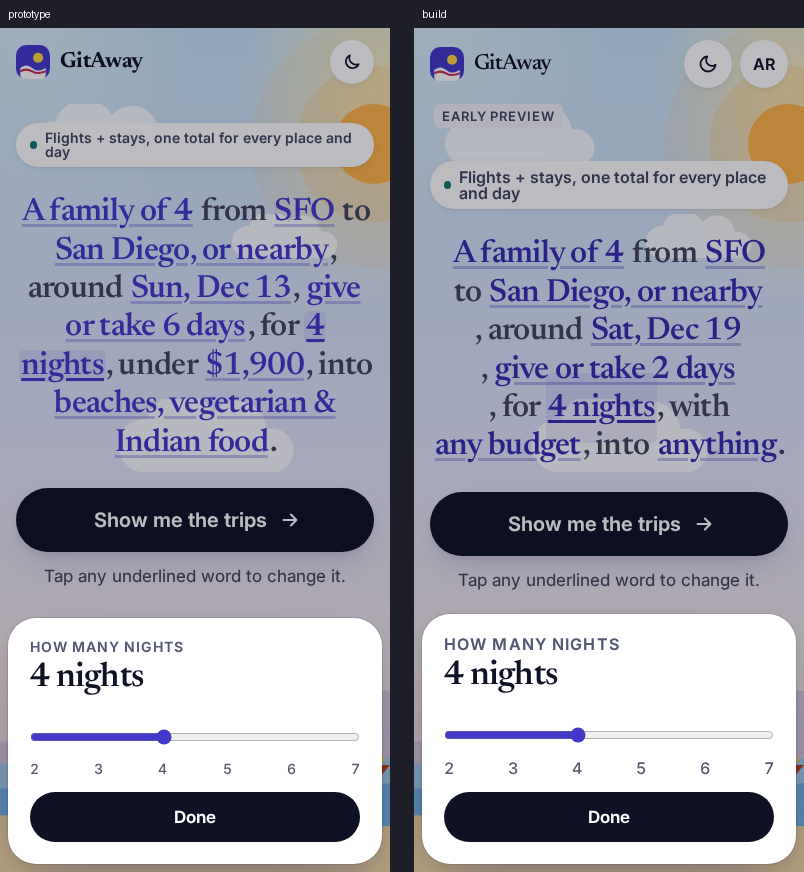 prototype
GitAway
Flights + stays, one total for every place and
day
A family of 4 from SFO to
San Diego, or nearby,
around Sun, Dec 13, give
or take 6 days, for 4
nights, under $1,900, into
beaches, vegetarian &
Indian food.
Show me the trips →
Tap any underlined word to change it.
HOW MANY NIGHTS
4 nights
2 3 4 5 6 7
Done
build
GitAway
AR
EARLY PREVIEW
Flights + stays, one total for every place
and day
A family of 4 from SFO
to San Diego, or nearby
, around Sat, Dec 19
, give or take 2 days
, for 4 nights, with
any budget, into anything.
Show me the trips →
Tap any underlined word to change it.
HOW MANY NIGHTS
4 nights
2 3 4 5 6 7
Done